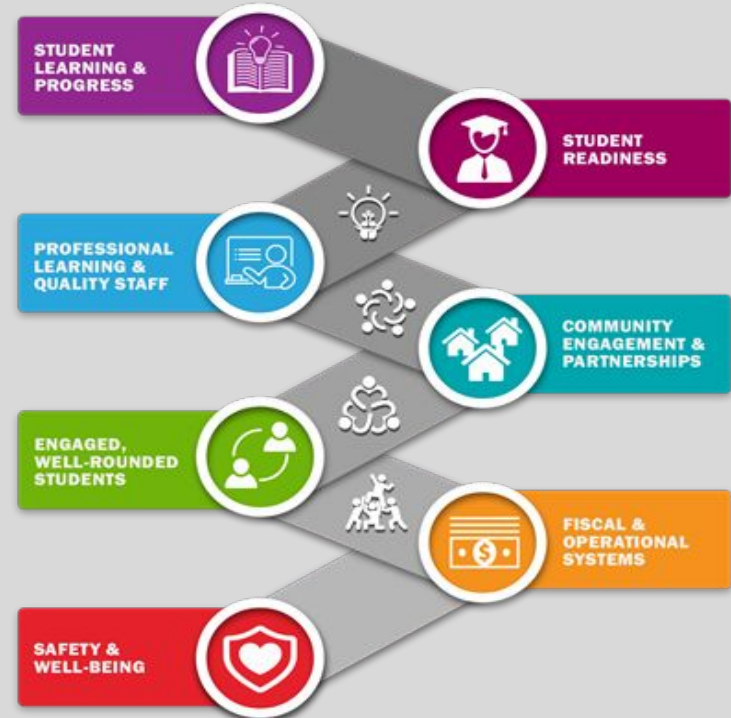 STUDENT
LEARNING &
PROGRESS
STUDENT
READINESS
PROFESSIONAL
LEARNING &
QUALITY STAFF
COMMUNITY
ENGAGEMENT &
PARTNERSHIPS
ENGAGED,
WELL-ROUNDED
STUDENTS
FISCAL &
OPERATIONAL
SYSTEMS
$
SAFETY &
WELL-BEING